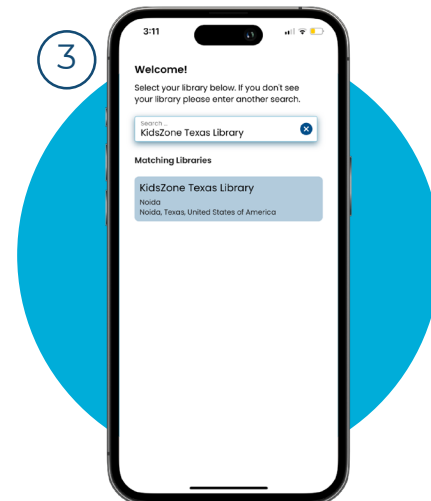 3
3:11
Welcome!
Select your library below. If you don't see
your library please enter another search.
Search...
KidsZone Texas Library
Matching Libraries
KidsZone Texas Library
Noida
Noida, Texas, United States of America